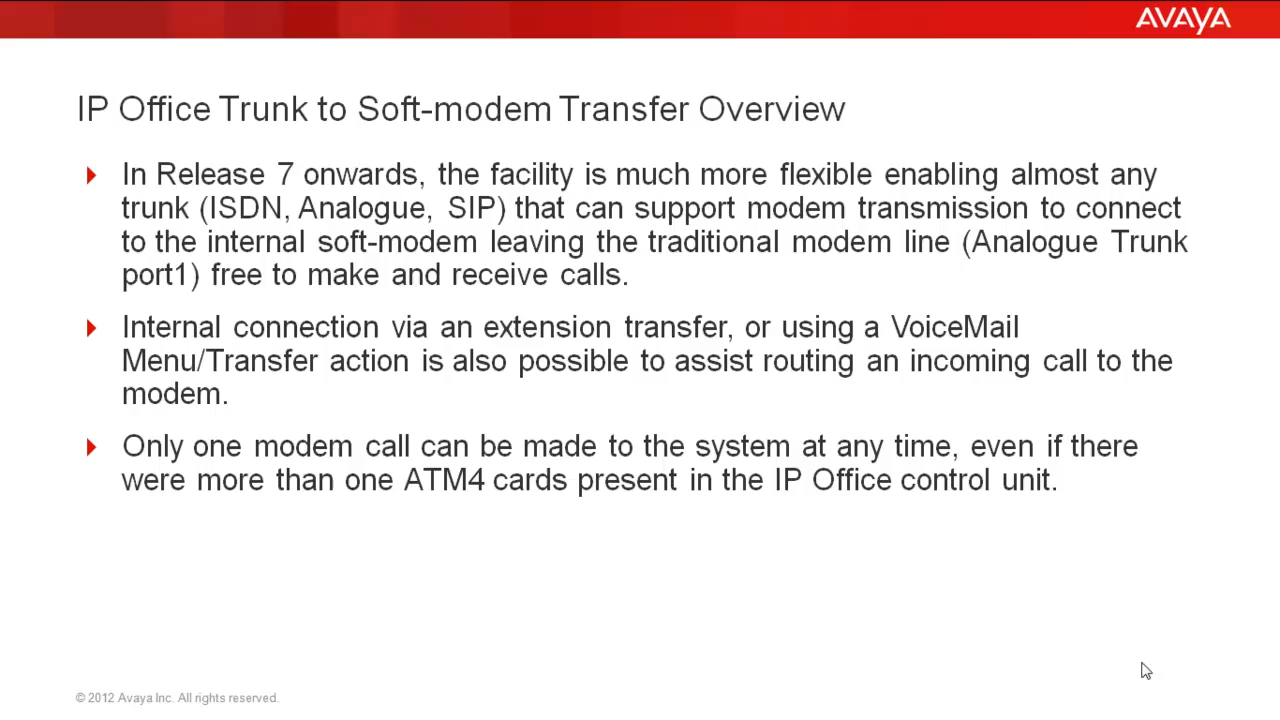 AVAYA
IP Office Trunk to Soft-modem Transfer Overview
In Release 7 onwards, the facility is much more flexible enabling almost any
trunk (ISDN, Analogue, SIP) that can support modem transmission to connect
to the internal soft-modem leaving the traditional modem line (Analogue Trunk
port1) free to make and receive calls.
Internal connection via an extension transfer, or using a VoiceMail
Menu/Transfer action is also possible to assist routing an incoming call to the
modem.
Only one modem call can be made to the system at any time, even if there
were more than one ATM4 cards present in the IP Office control unit.
© 2012 Avaya Inc. All rights reserved.